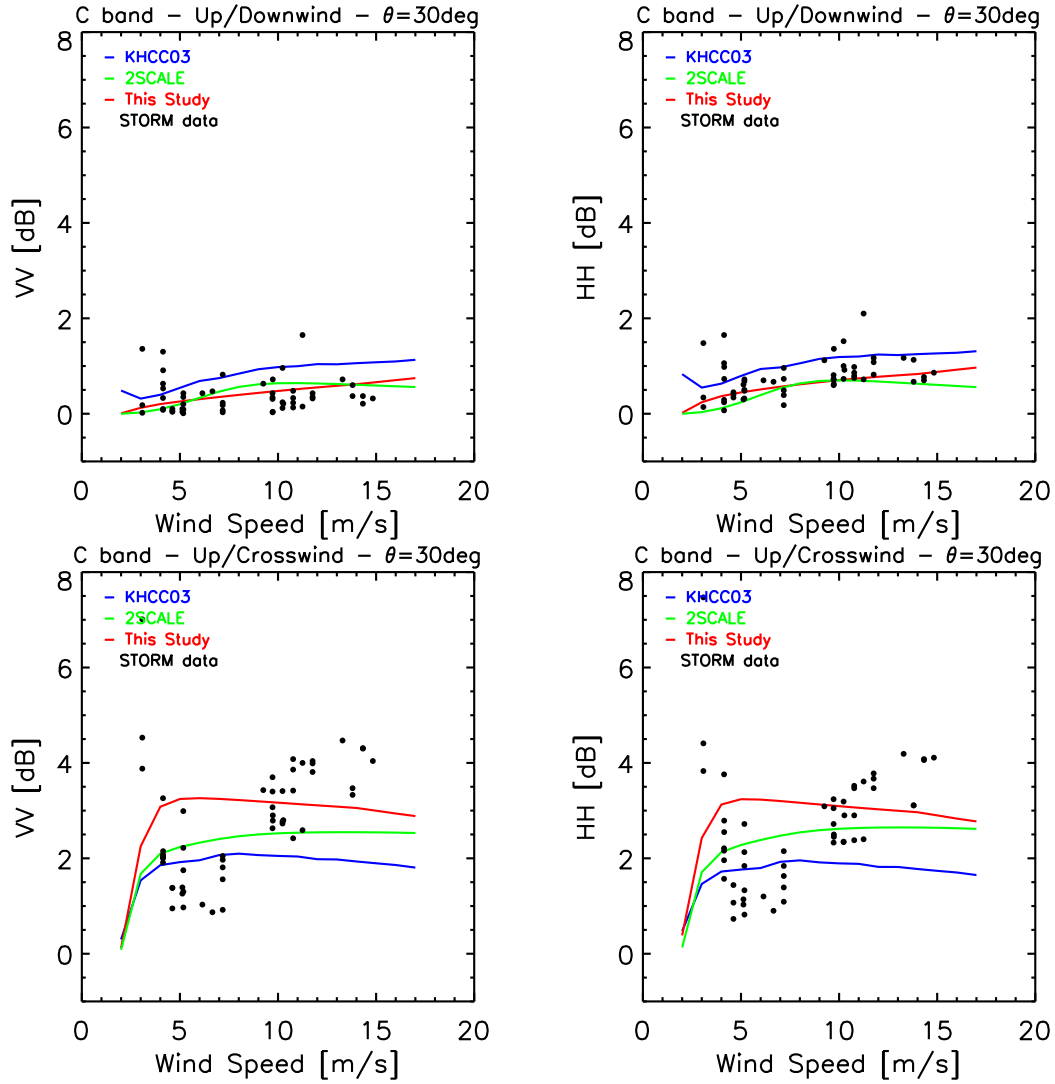 C band – Up/Downwind – θ=30deg
8
6
4
2
0
VV [dB]
KHCC03
2SCALE
This Study
STORM data
0 5 10 15 20
Wind Speed [m/s]
C band – Up/Downwind – θ=30deg
8
6
4
2
0
HH [dB]
KHCC03
2SCALE
This Study
STORM data
0 5 10 15 20
Wind Speed [m/s]
C band – Up/Crosswind – θ=30deg
8
6
4
2
0
VV [dB]
KHCC03
2SCALE
This Study
STORM data
0 5 10 15 20
Wind Speed [m/s]
C band – Up/Crosswind – θ=30deg
8
6
4
2
0
HH [dB]
KHCC03
2SCALE
This Study
STORM data
0 5 10 15 20
Wind Speed [m/s]